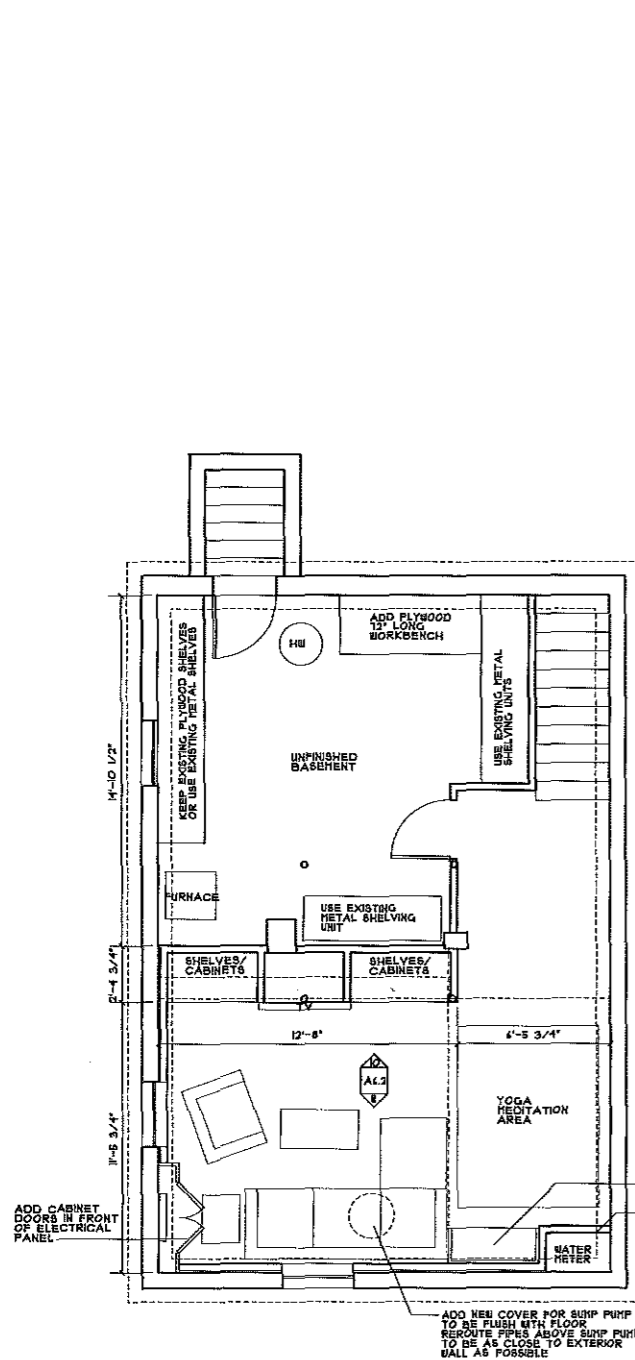 ADD PLYWOOD
12" LONG
WORKBENCH
KEEP EXISTING PLYWOOD SHELVES
OR USE EXISTING METAL SHELVES
HW
USE EXISTING METAL
SHELVING UNITS
UNFINISHED
BASEMENT
14'-10 1/2"
FURNACE
USE EXISTING
METAL SHELVING
UNIT
2'-4 3/4"
SHELVES/
CABINETS
SHELVES/
CABINETS
TV
12'-8"
6'-5 3/4"
10
A6.2
8
YOGA
MEDITATION
AREA
11'-5 3/4"
ADD CABINET
DOORS IN FRONT
OF ELECTRICAL
PANEL
WATER
METER
ADD NEW COVER FOR SUMP PUMP
TO BE FLUSH WITH FLOOR
REROUTE PIPES ABOVE SUMP PUMP
TO BE AS CLOSE TO EXTERIOR
WALL AS POSSIBLE